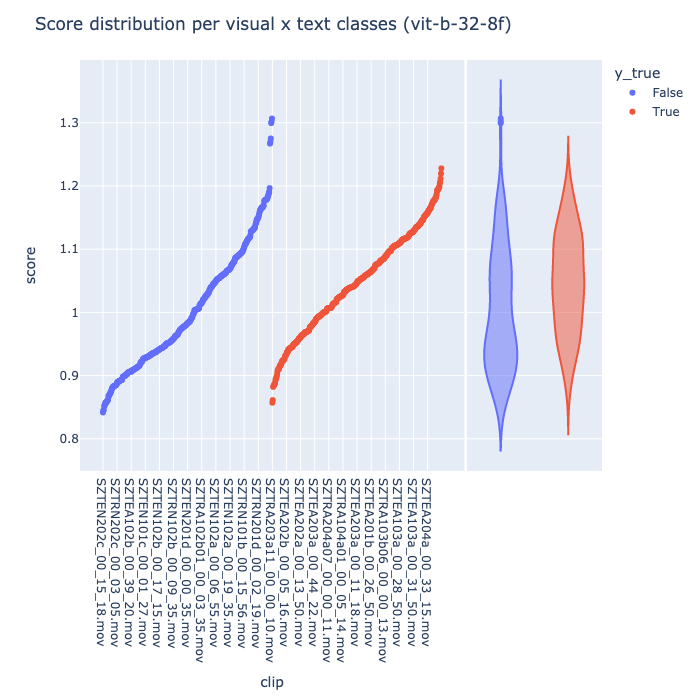 Score distribution per visual x text classes (vit-b-32-8f)
y_true
False
True
score
1.3
1.2
1.1
1
0.9
0.8
SZTEN202c_00_15_18.mov
SZTRN202c_00_03_05.mov
SZTEA102b_00_39_20.mov
SZTEN101c_00_01_27.mov
SZTEN102b_00_17_15.mov
SZTRN102b_00_09_35.mov
SZTEN201d_00_00_35.mov
SZTRA102b01_00_03_35.mov
SZTEN102a_00_06_55.mov
SZTEN102a_00_19_35.mov
SZTRN101b_00_15_56.mov
SZTRN201d_00_02_19.mov
SZTRA203a11_00_00_10.mov
SZTEA202b_00_05_16.mov
SZTEA202a_00_13_50.mov
SZTEA203a_00_44_22.mov
SZTRA204a07_00_00_11.mov
SZTRA104a01_00_05_14.mov
SZTEA203a_00_11_18.mov
SZTEA201b_00_26_50.mov
SZTRA103b06_00_00_13.mov
SZTEA103a_00_28_50.mov
SZTEA103a_00_31_50.mov
SZTEA204a_00_33_15.mov
clip